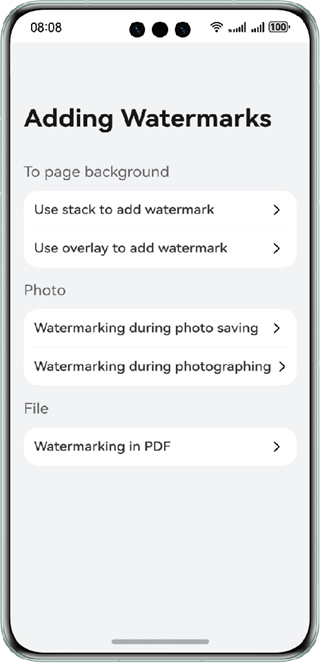 08:08
100
Adding Watermarks
To page background
Use stack to add watermark
Use overlay to add watermark
Photo
Watermarking during photo saving
Watermarking during photographing
File
Watermarking in PDF